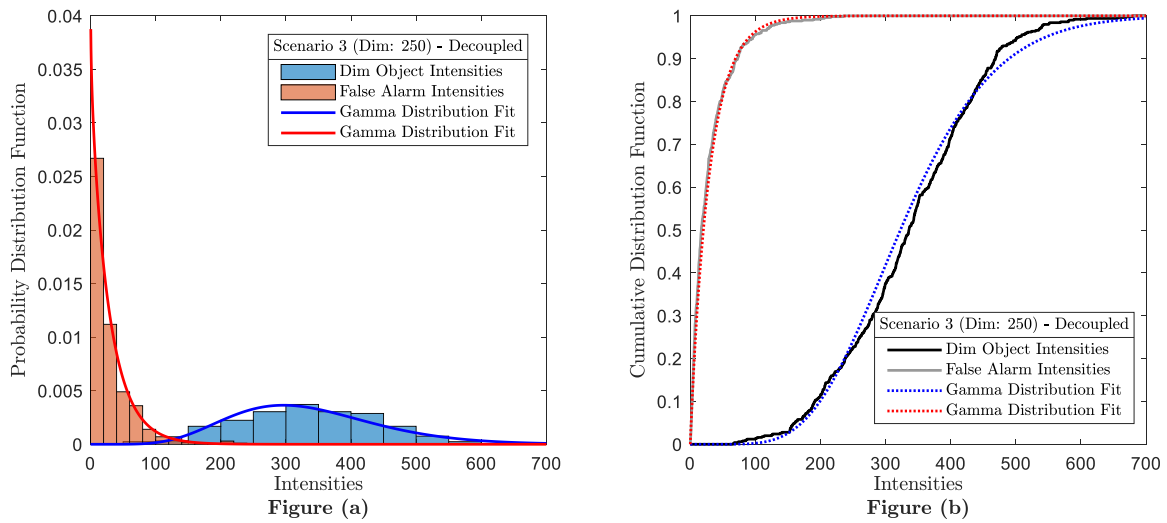 Probability Distribution Function
0.04
0.035
0.03
0.025
0.02
0.015
0.01
0.005
0
0 100 200 300 400 500 600 700
Intensities
Scenario 3 (Dim: 250) - Decoupled
Dim Object Intensities
False Alarm Intensities
Gamma Distribution Fit
Gamma Distribution Fit
Figure (a)
Cumulative Distribution Function
1
0.9
0.8
0.7
0.6
0.5
0.4
0.3
0.2
0.1
0
0 100 200 300 400 500 600 700
Intensities
Scenario 3 (Dim: 250) - Decoupled
Dim Object Intensities
False Alarm Intensities
Gamma Distribution Fit
Gamma Distribution Fit
Figure (b)